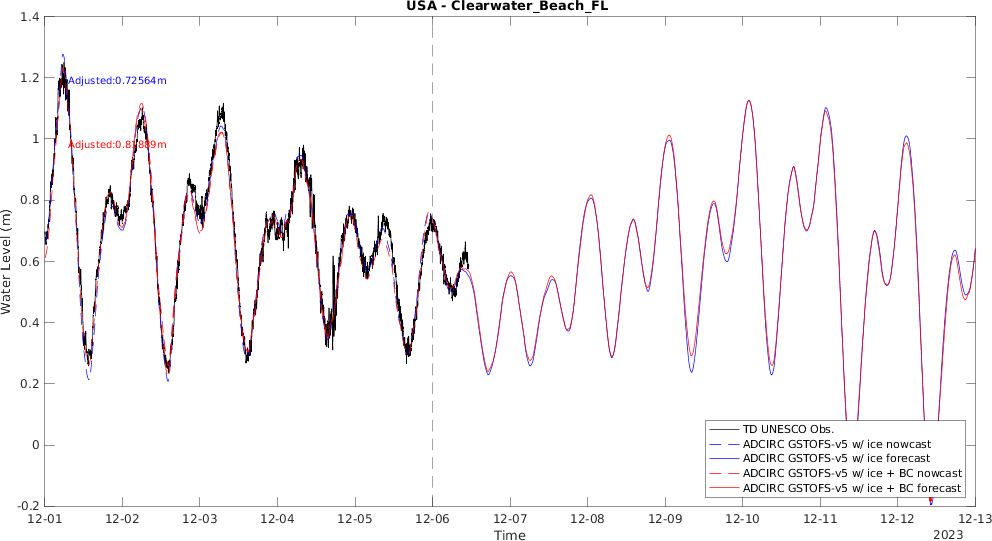 USA - Clearwater_Beach_FL
Water Level (m)
1.4
1.2
1
0.8
0.6
0.4
0.2
0
-0.2
Adjusted:0.72564m
TD UNESCO Obs.
ADCIRC GSTOFS-v5 w/ ice nowcast
ADCIRC GSTOFS-v5 w/ ice forecast
ADCIRC GSTOFS-v5 w/ ice + BC nowcast
ADCIRC GSTOFS-v5 w/ ice + BC forecast
12-01 12-02 12-03 12-04 12-05 12-06 12-07 12-08 12-09 12-10 12-11 12-12 12-13
Time
2023